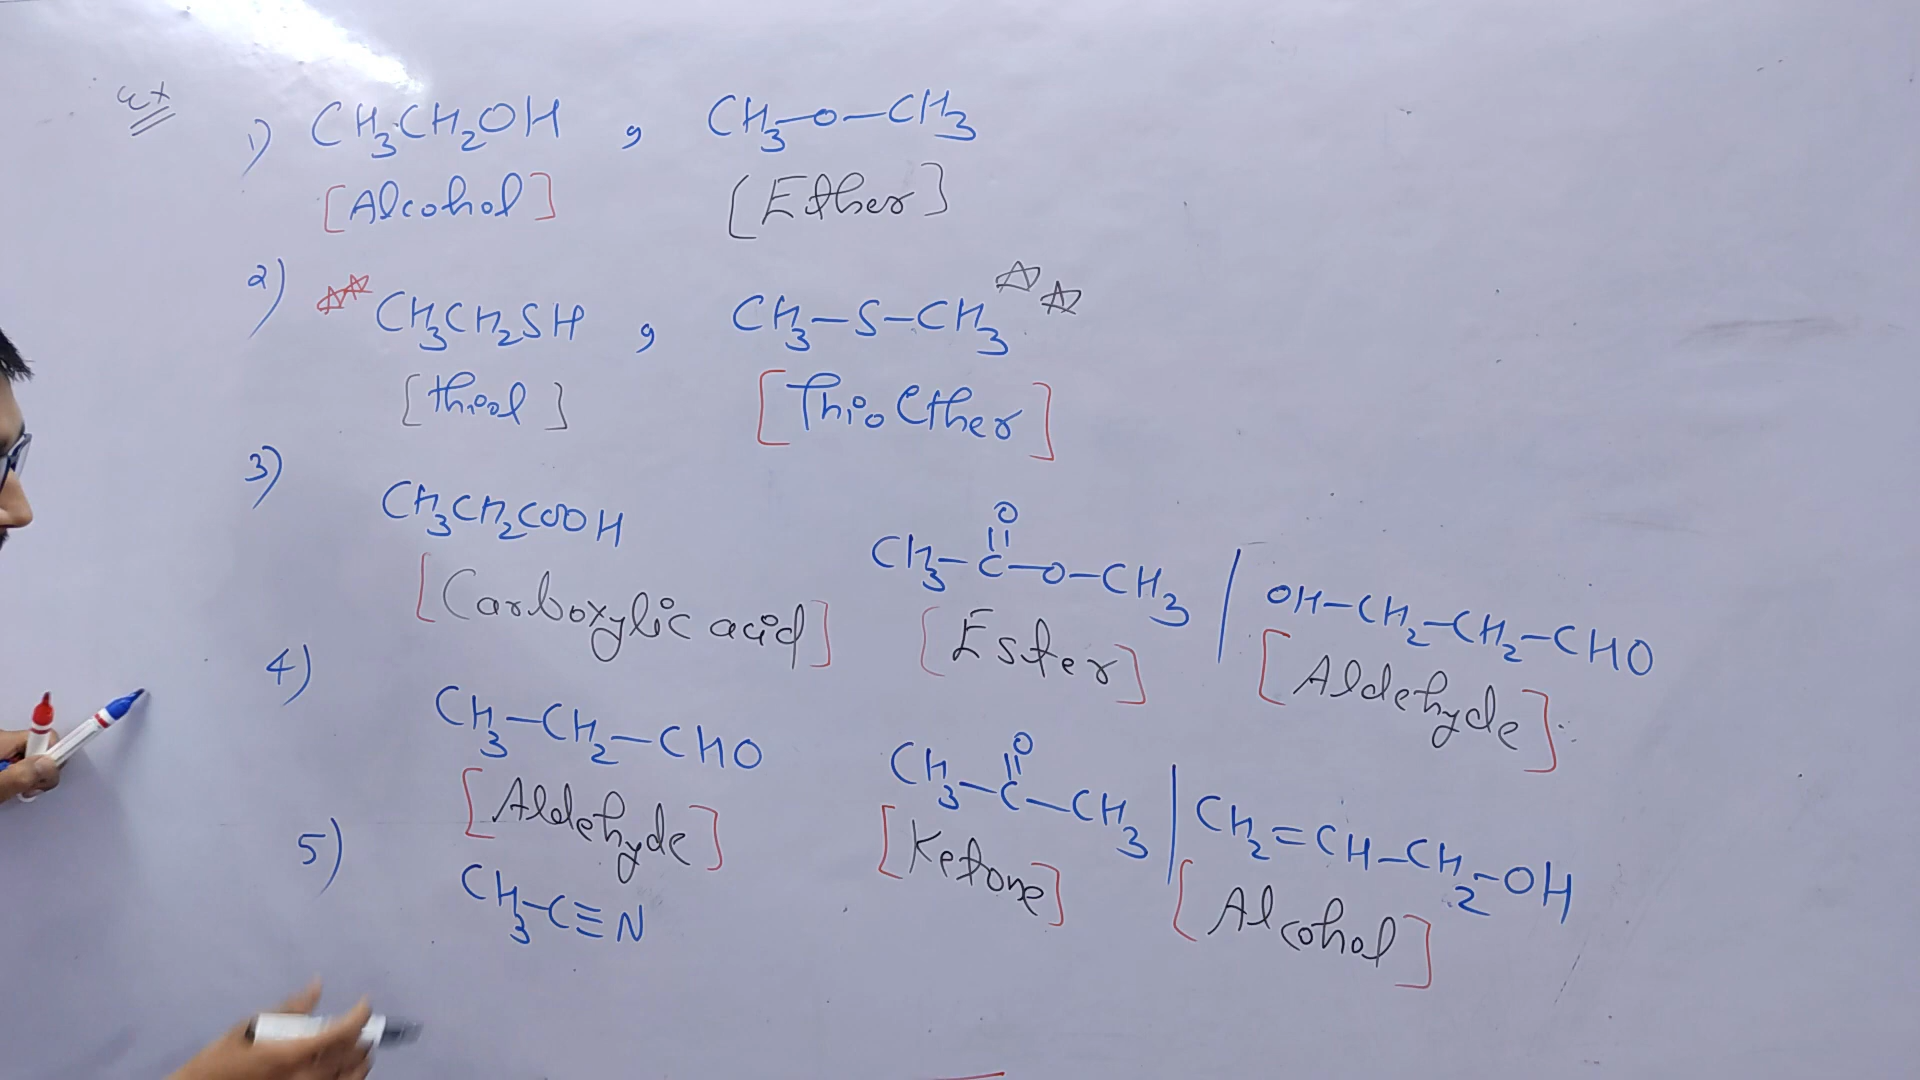 Ex
1) CH₃CH₂OH , CH₃—O—CH₃
[Alcohol] [Ether]
2) CH₃CH₂SH , CH₃—S—CH₃
[thiol] [Thio Ether]
3) CH₃CH₂COOH CH₃—C(=O)—O—CH₃ | OH—CH₂—CH₂—CHO
[Carboxylic acid] [Ester] [Aldehyde]
4) CH₃—CH₂—CHO CH₃—C(=O)—CH₃ | CH₂=CH—CH₂—OH
[Aldehyde] [Ketone] [Alcohol]
5) CH₃—C≡N